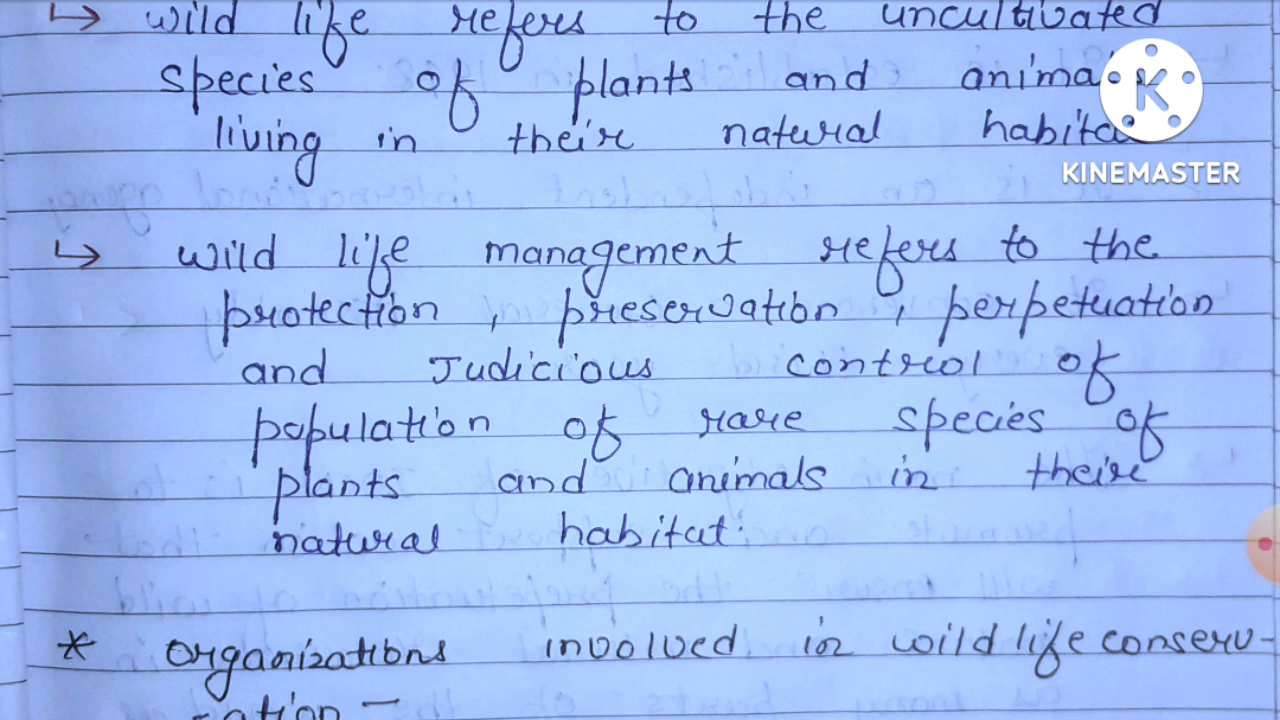 ↳ wild life refers to the uncultivated
species of plants and
living in their natural
KINEMASTER
↳ wild life management refers to the
protection, preservation, perpetuation
and Judicious control of
population of rare species of
plants and animals in their
natural habitat.
* organizations involved in wild life conserv-
-ation -